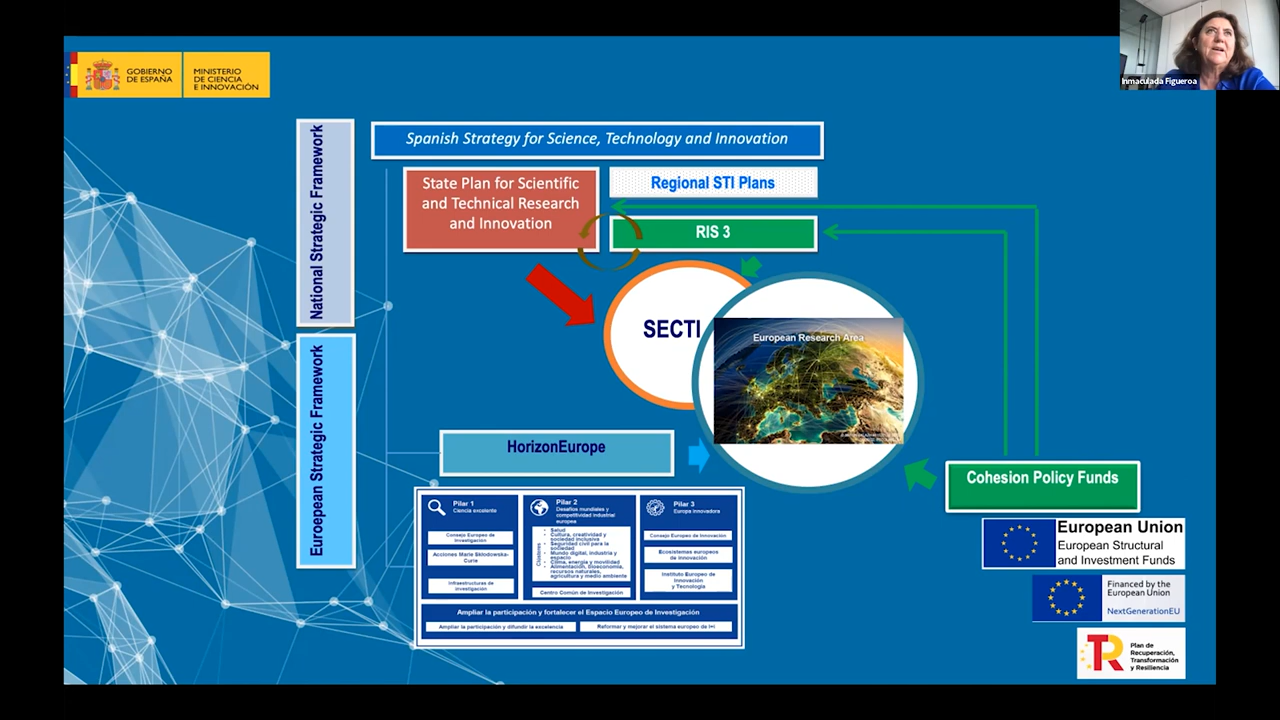 Inmaculada Figueroa
GOBIERNO
DE ESPAÑA
MINISTERIO
DE CIENCIA
E INNOVACIÓN
National Strategic Framework
Spanish Strategy for Science, Technology and Innovation
State Plan for Scientific
and Technical Research
and Innovation
Regional STI Plans
RIS 3
SECTI
European Research Area
Euroepean Strategic Framework
HorizonEurope
Pilar 1
Ciencia excelente
Consejo Europeo de
Investigación
Acciones Marie Skłodowska-
Curie
Infraestructuras de
Investigación
Pilar 2
Desafíos mundiales y
competitividad industrial
europea
Clústeres
• Salud
• Cultura, creatividad y
sociedad inclusiva
• Seguridad civil para la
sociedad
• Mundo digital, industria y
espacio
• Clima, energía y movilidad
• Alimentación, bioeconomía,
recursos naturales,
agricultura y medio ambiente
Centro Común de Investigación
Pilar 3
Europa innovadora
Consejo Europeo de Innovación
Ecosistemas europeos
de innovación
Instituto Europeo de
Innovación
y Tecnología
Ampliar la participación y fortalecer el Espacio Europeo de Investigación
Ampliar la participación y difundir la excelencia
Reformar y mejorar el sistema europeo de I+i
Cohesion Policy Funds
European Union
European Structural
and Investment Funds
Financed by the
European Union
NextGenerationEU
TR
Plan de
Recuperación,
Transformación
y Resiliencia